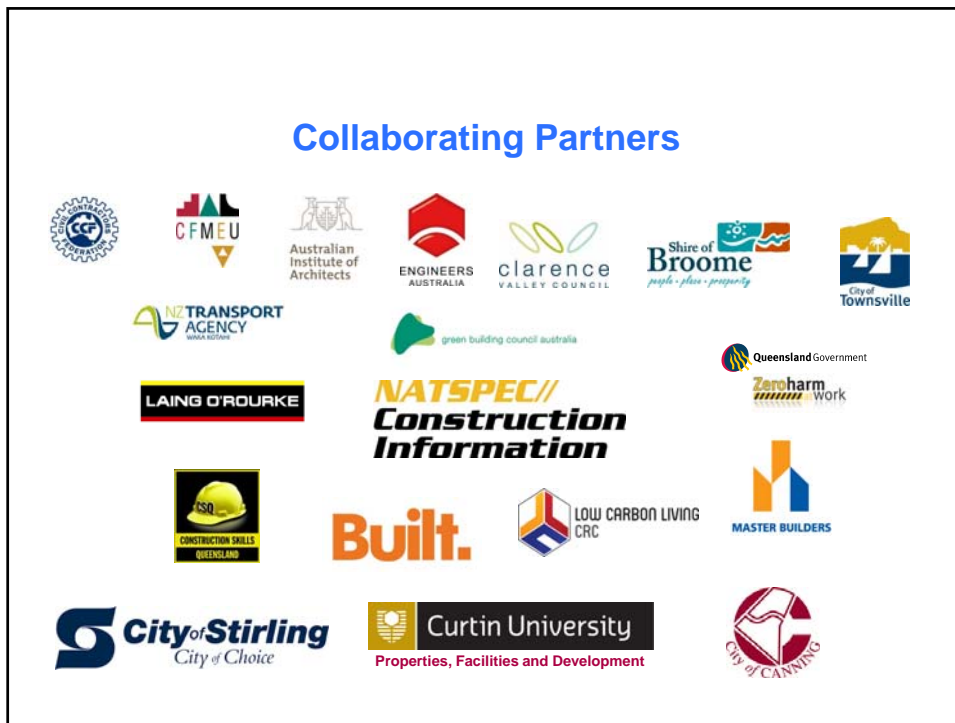 Collaborating Partners
CIVIL CONTRACTORS
CCF
FEDERATION
CFMEU
Australian
Institute of
Architects
ENGINEERS
AUSTRALIA
clarence
VALLEY COUNCIL
Shire of
Broome
people • place • prosperity
City of
Townsville
NZ TRANSPORT
AGENCY
WAKA KOTAHI
green building council australia
Queensland Government
Zeroharm
at work
LAING O'ROURKE
NATSPEC//
Construction
Information
CSQ
CONSTRUCTION SKILLS
QUEENSLAND
Built.
LOW CARBON LIVING
CRC
MASTER BUILDERS
City of Stirling
City of Choice
Curtin University
Properties, Facilities and Development
City of CANNING